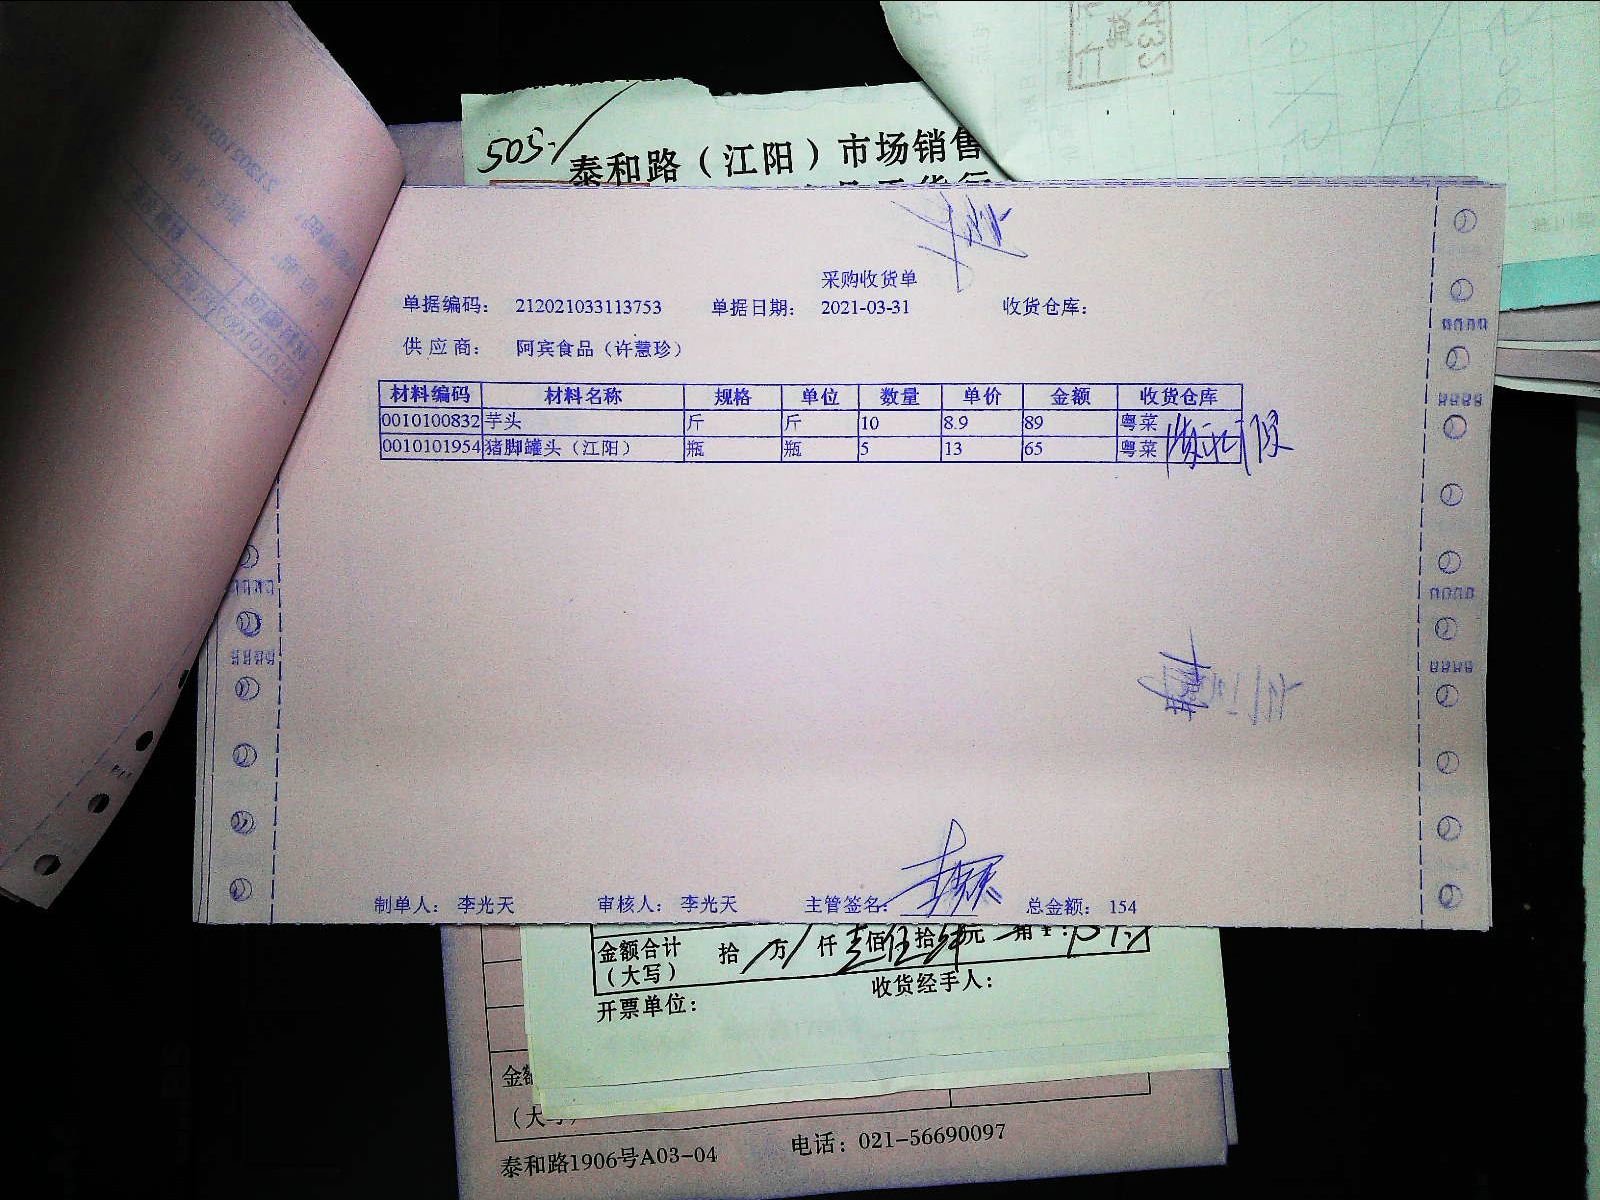 505.
泰和路（江阳）市场销售
采购收货单
单据编码： 212021033113753 单据日期： 2021-03-31 收货仓库：
供应商： 阿宾食品（许慧珍）
材料编码 材料名称 规格 单位 数量 单价 金额 收货仓库
0010100832 芋头 斤 斤 10 8.9 89 粤菜
0010101954 猪脚罐头（江阳） 瓶 瓶 5 13 65 粤菜
制单人： 李光天 审核人： 李光天 主管签名： 总金额： 154
金额合计 拾 万 仟 壹佰伍拾肆元 角 ¥：
（大写）
收货经手人：
开票单位：
泰和路1906号A03-04 电话：021-56690097